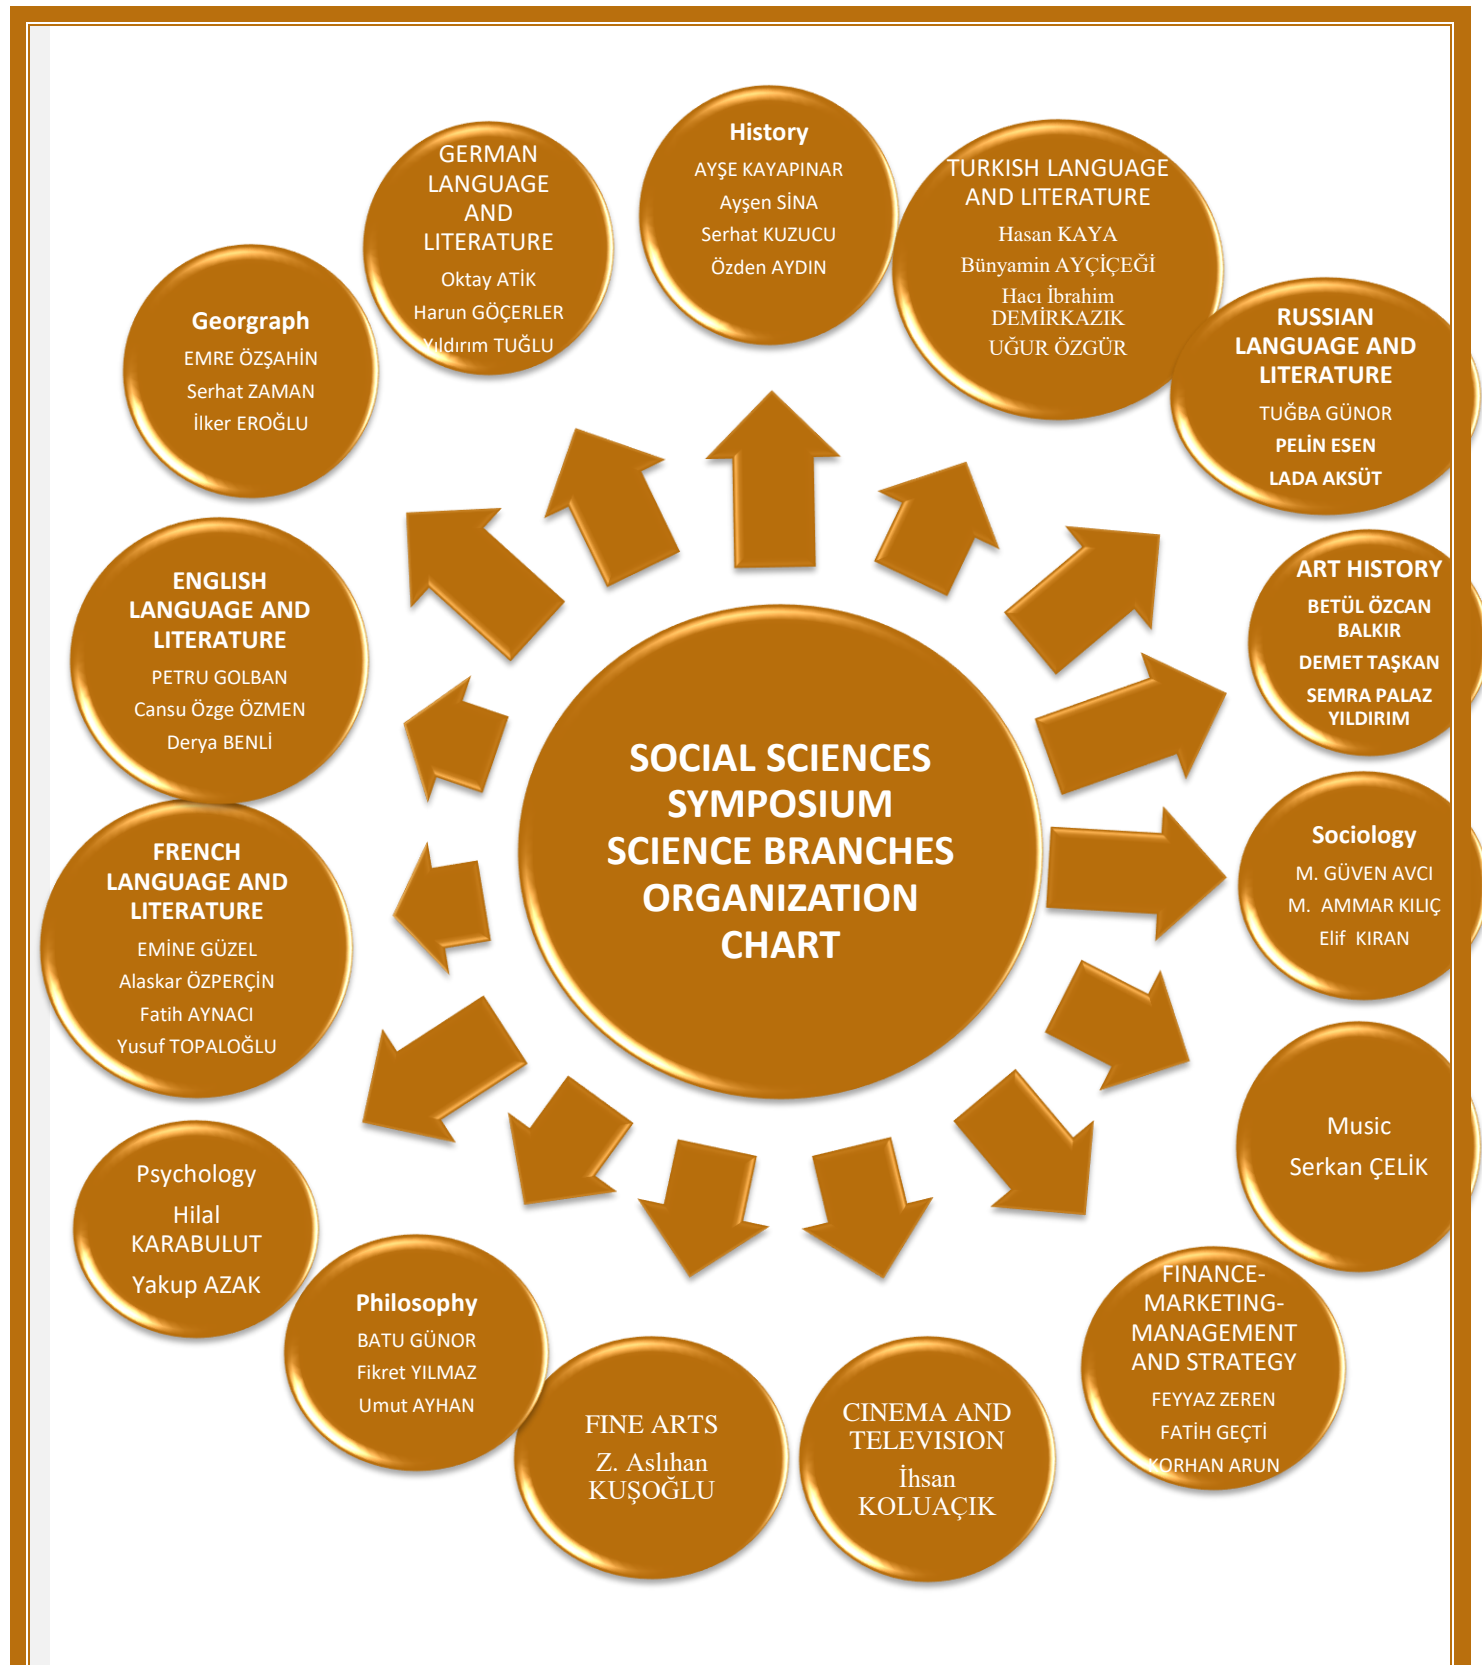 History
AYŞE KAYAPINAR
Ayşen SİNA
Serhat KUZUCU
Özden AYDIN
TURKISH LANGUAGE
AND LITERATURE
Hasan KAYA
Bünyamin AYÇİÇEĞİ
Hacı İbrahim
DEMİRKAZIK
UĞUR ÖZGÜR
RUSSIAN
LANGUAGE AND
LITERATURE
TUĞBA GÜNOR
PELİN ESEN
LADA AKSÜT
ART HISTORY
BETÜL ÖZCAN
BALKIR
DEMET TAŞKAN
SEMRA PALAZ
YILDIRIM
Sociology
M. GÜVEN AVCI
M.  AMMAR KILIÇ
Elif  KIRAN
Music
Serkan ÇELİK
FINANCE-
MARKETING-
MANAGEMENT
AND STRATEGY
FEYYAZ ZEREN
FATİH GEÇTİ
KORHAN ARUN
CINEMA AND
TELEVISION
İhsan
KOLUAÇIK
FINE ARTS
Z. Aslıhan
KUŞOĞLU
Philosophy
BATU GÜNOR
Fikret YILMAZ
Umut AYHAN
Psychology
Hilal
KARABULUT
Yakup AZAK
FRENCH
LANGUAGE AND
LITERATURE
EMİNE GÜZEL
Alaskar ÖZPERÇİN
Fatih AYNACI
Yusuf TOPALOĞLU
ENGLISH
LANGUAGE AND
LITERATURE
PETRU GOLBAN
Cansu Özge ÖZMEN
Derya BENLİ
Georgraph
EMRE ÖZŞAHİN
Serhat ZAMAN
İlker EROĞLU
GERMAN
LANGUAGE
AND
LITERATURE
Oktay ATİK
Harun GÖÇERLER
Yıldırım TUĞLU
SOCIAL SCIENCES
SYMPOSIUM
SCIENCE BRANCHES
ORGANIZATION
CHART